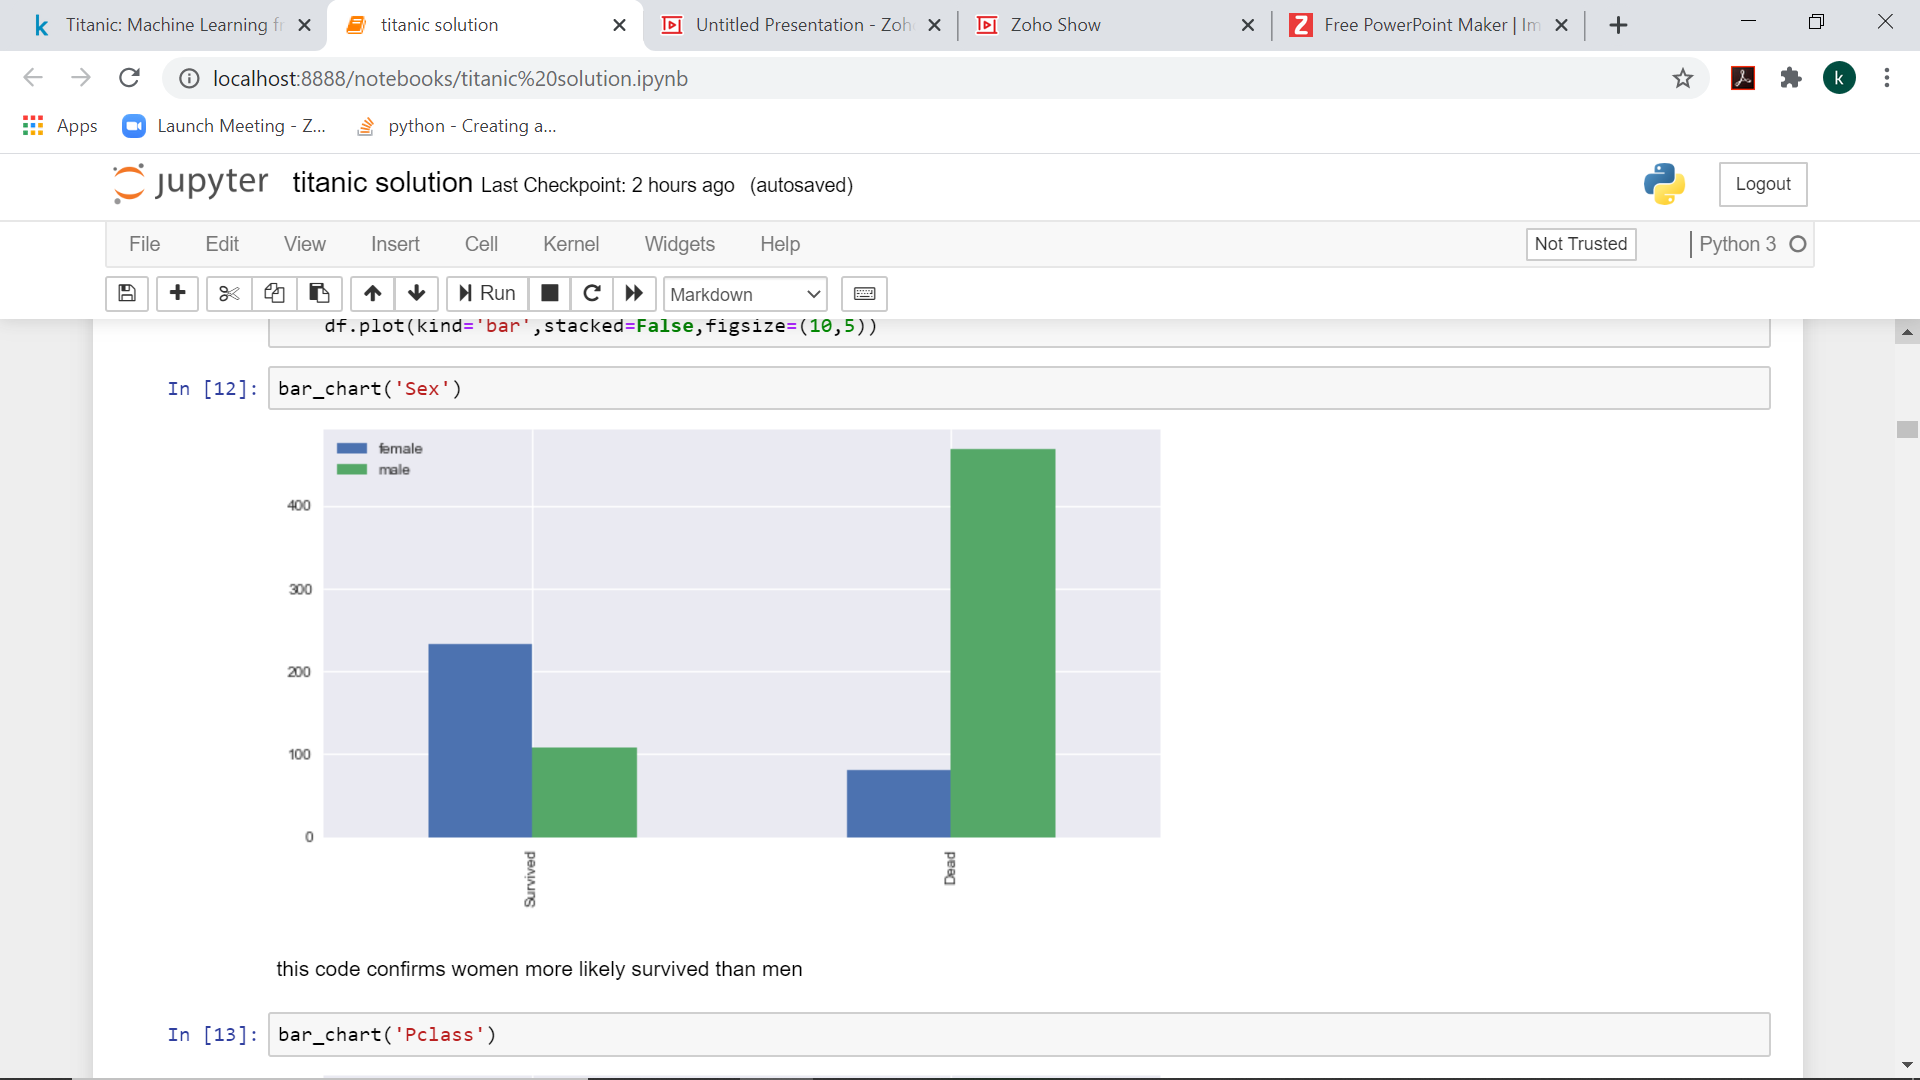 Titanic: Machine Learning fr
titanic solution
Untitled Presentation - Zoh
Zoho Show
Free PowerPoint Maker | Im
localhost:8888/notebooks/titanic%20solution.ipynb
k
Apps
Launch Meeting - Z...
python - Creating a...
jupyter titanic solution Last Checkpoint: 2 hours ago (autosaved)
Logout
File Edit View Insert Cell Kernel Widgets Help
Not Trusted
Python 3
Run
Markdown
df.plot(kind='bar',stacked=False,figsize=(10,5))
In [12]: bar_chart('Sex')
female
male
400
300
200
100
0
Survived
Dead
this code confirms women more likely survived than men
In [13]: bar_chart('Pclass')